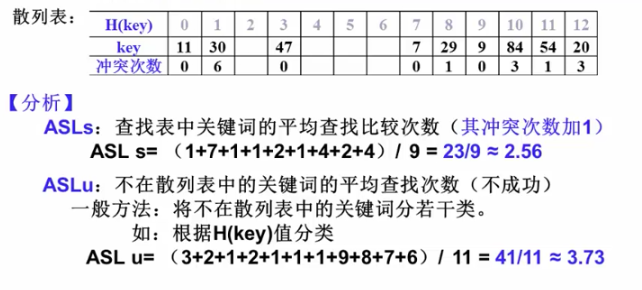 散列表：
H(key) 0 1 2 3 4 5 6 7 8 9 10 11 12
key 11 30 47 7 29 9 84 54 20
冲突次数 0 6 0 0 1 0 3 1 3
【分析】
ASLs：查找表中关键词的平均查找比较次数（其冲突次数加1）
ASL s= （1+7+1+1+2+1+4+2+4）/ 9 = 23/9 ≈ 2.56
ASLu：不在散列表中的关键词的平均查找次数（不成功）
一般方法：将不在散列表中的关键词分若干类。
如：根据H(key)值分类
ASL u= （3+2+1+2+1+1+1+9+8+7+6）/ 11 = 41/11 ≈ 3.73